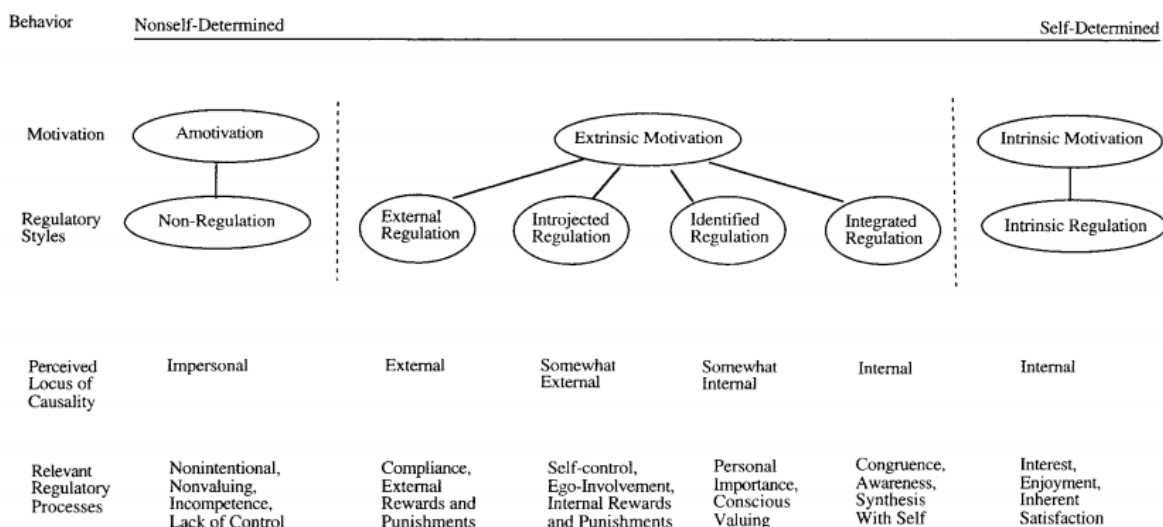 Behavior Nonself-Determined Self-Determined
Motivation Amotivation Extrinsic Motivation Intrinsic Motivation
Regulatory
Styles
Non-Regulation
External
Regulation
Introjected
Regulation
Identified
Regulation
Integrated
Regulation
Intrinsic Regulation
Perceived
Locus of
Causality
Impersonal
External
Somewhat
External
Somewhat
Internal
Internal
Internal
Relevant
Regulatory
Processes
Nonintentional,
Nonvaluing,
Incompetence,
Lack of Control
Compliance,
External
Rewards and
Punishments
Self-control,
Ego-Involvement,
Internal Rewards
and Punishments
Personal
Importance,
Conscious
Valuing
Congruence,
Awareness,
Synthesis
With Self
Interest,
Enjoyment,
Inherent
Satisfaction